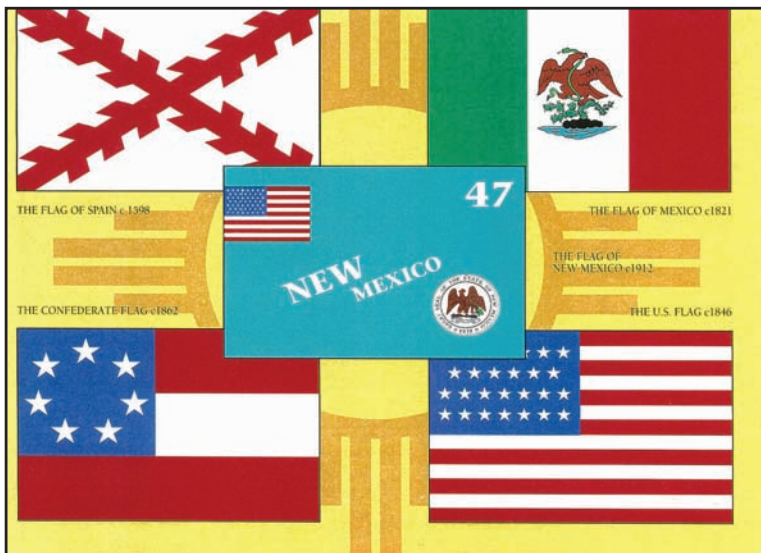 THE FLAG OF SPAIN c 1598
47
THE FLAG OF MEXICO c1821
NEW
MEXICO
THE FLAG OF
NEW MEXICO c1912
THE CONFEDERATE FLAG c1862
THE U.S. FLAG c1846